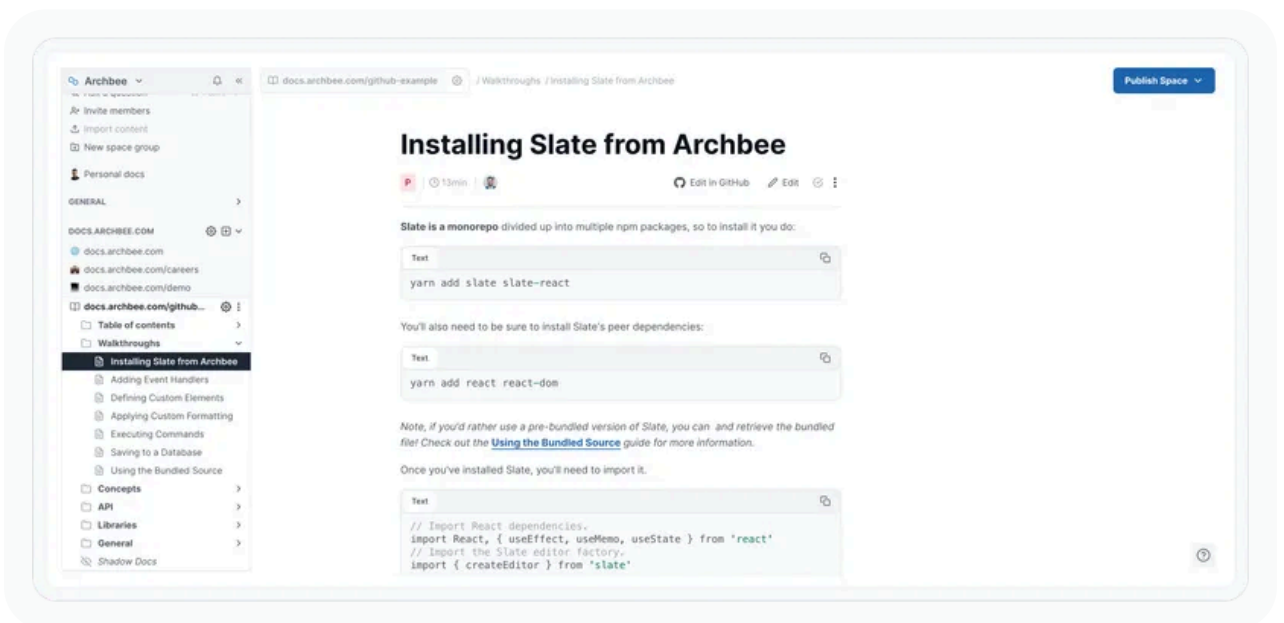 Archbee
docs.archbee.com/github-example / Walkthroughs / Installing Slate from Archbee
Publish Space
Invite members
Import content
New space group
Personal docs
GENERAL
DOCS.ARCHBEE.COM
docs.archbee.com
docs.archbee.com/careers
docs.archbee.com/demo
docs.archbee.com/github...
Table of contents
Walkthroughs
Installing Slate from Archbee
Adding Event Handlers
Defining Custom Elements
Applying Custom Formatting
Executing Commands
Saving to a Database
Using the Bundled Source
Concepts
API
Libraries
General
Shadow Docs
Installing Slate from Archbee
P 13min Edit in GitHub Edit
Slate is a monorepo divided up into multiple npm packages, so to install it you do:
Text
yarn add slate slate-react
You'll also need to be sure to install Slate's peer dependencies:
Text
yarn add react react-dom
Note, if you'd rather use a pre-bundled version of Slate, you can and retrieve the bundled
file! Check out the Using the Bundled Source guide for more information.
Once you've installed Slate, you'll need to import it.
Text
// Import React dependencies.
import React, { useEffect, useMemo, useState } from 'react'
// Import the Slate editor factory.
import { createEditor } from 'slate'